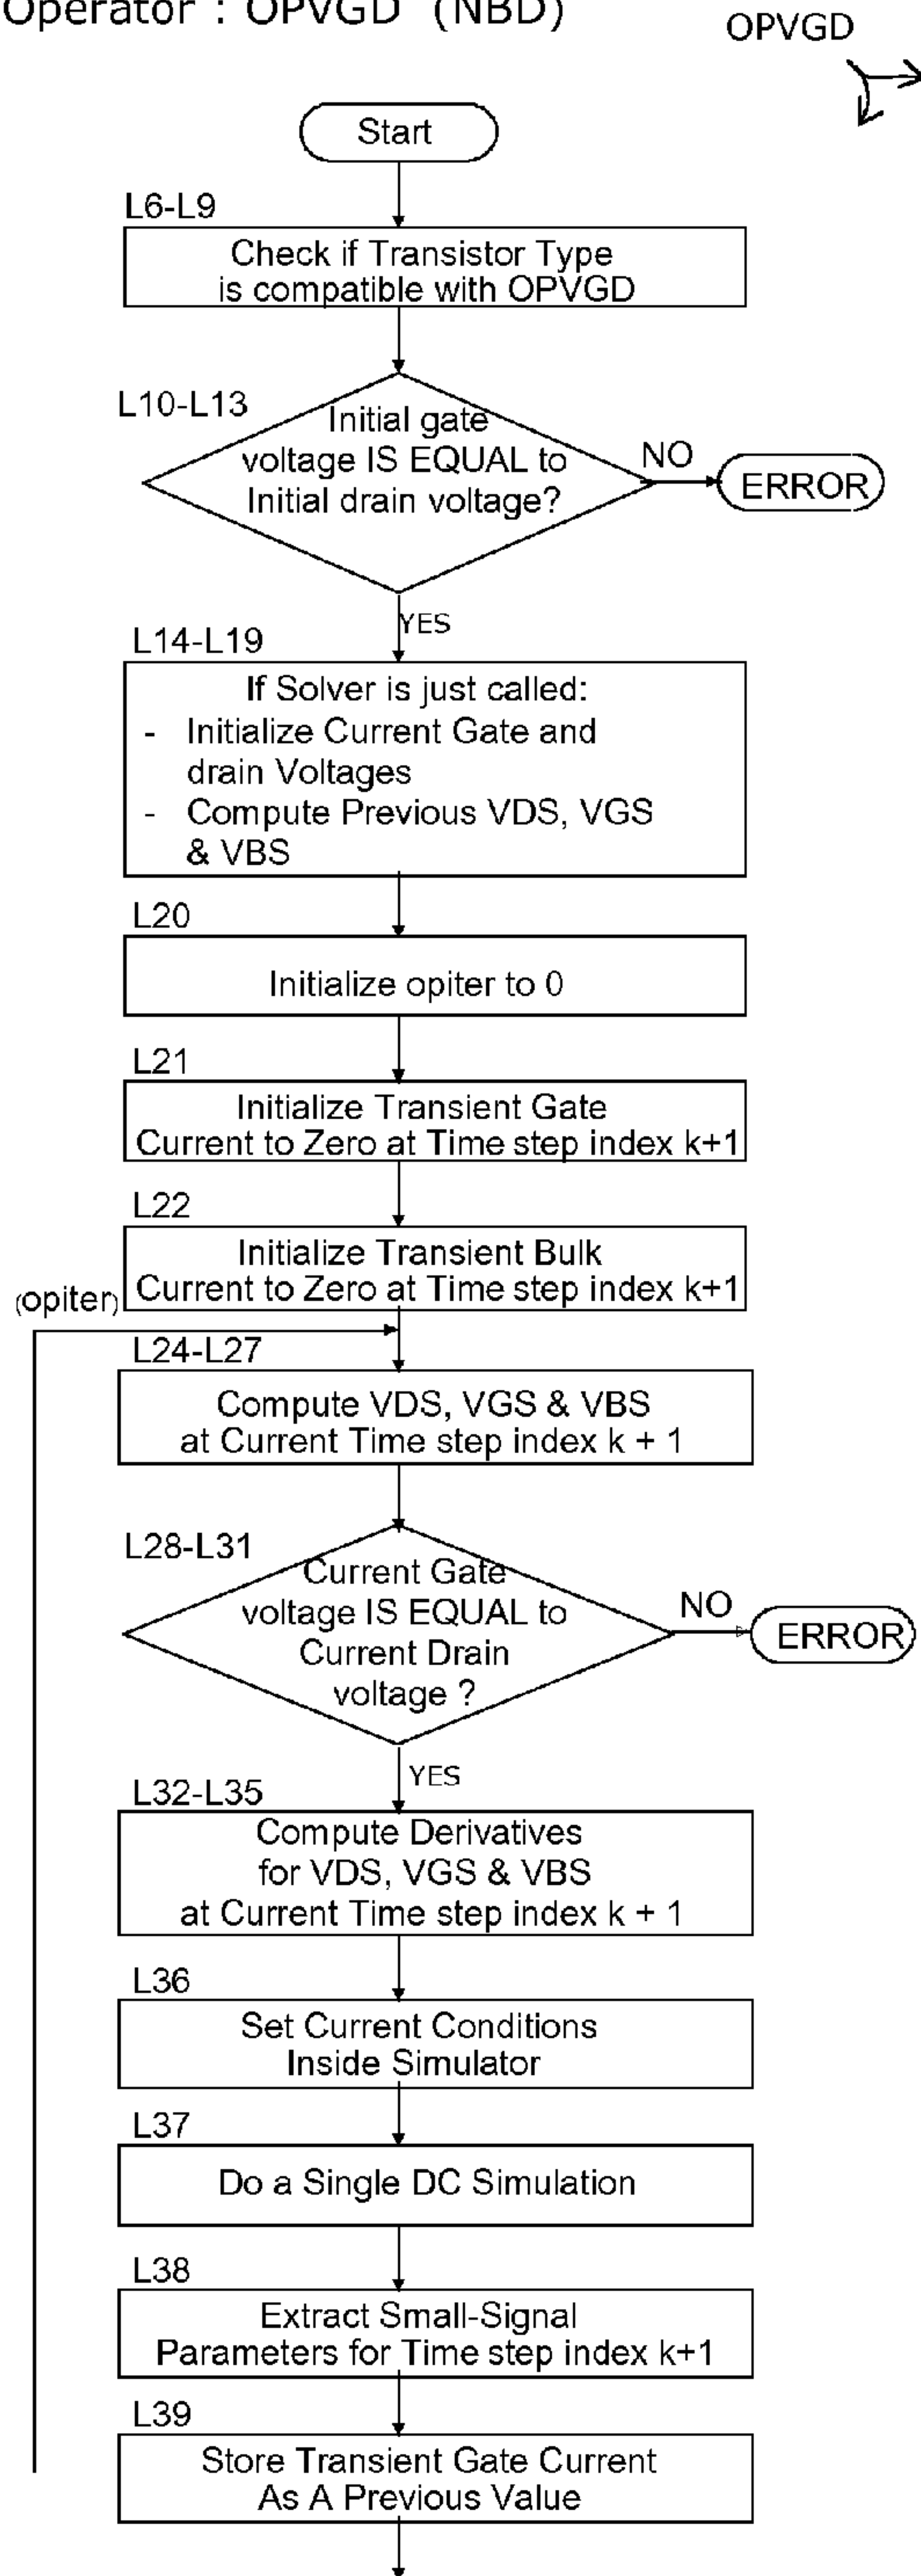 Operator : OPVGD (NBD)
OPVGD
Start
L6-L9
Check if Transistor Type
is compatible with OPVGD
L10-L13
Initial gate
voltage IS EQUAL to
Initial drain voltage?
NO
ERROR
YES
L14-L19
If Solver is just called:
- Initialize Current Gate and
drain Voltages
- Compute Previous VDS, VGS
& VBS
L20
Initialize opiter to 0
L21
Initialize Transient Gate
Current to Zero at Time step index k+1
L22
Initialize Transient Bulk
Current to Zero at Time step index k+1
(opiter)
L24-L27
Compute VDS, VGS & VBS
at Current Time step index k + 1
L28-L31
Current Gate
voltage IS EQUAL to
Current Drain
voltage ?
NO
ERROR
YES
L32-L35
Compute Derivatives
for VDS, VGS & VBS
at Current Time step index k + 1
L36
Set Current Conditions
Inside Simulator
L37
Do a Single DC Simulation
L38
Extract Small-Signal
Parameters for Time step index k+1
L39
Store Transient Gate Current
As A Previous Value